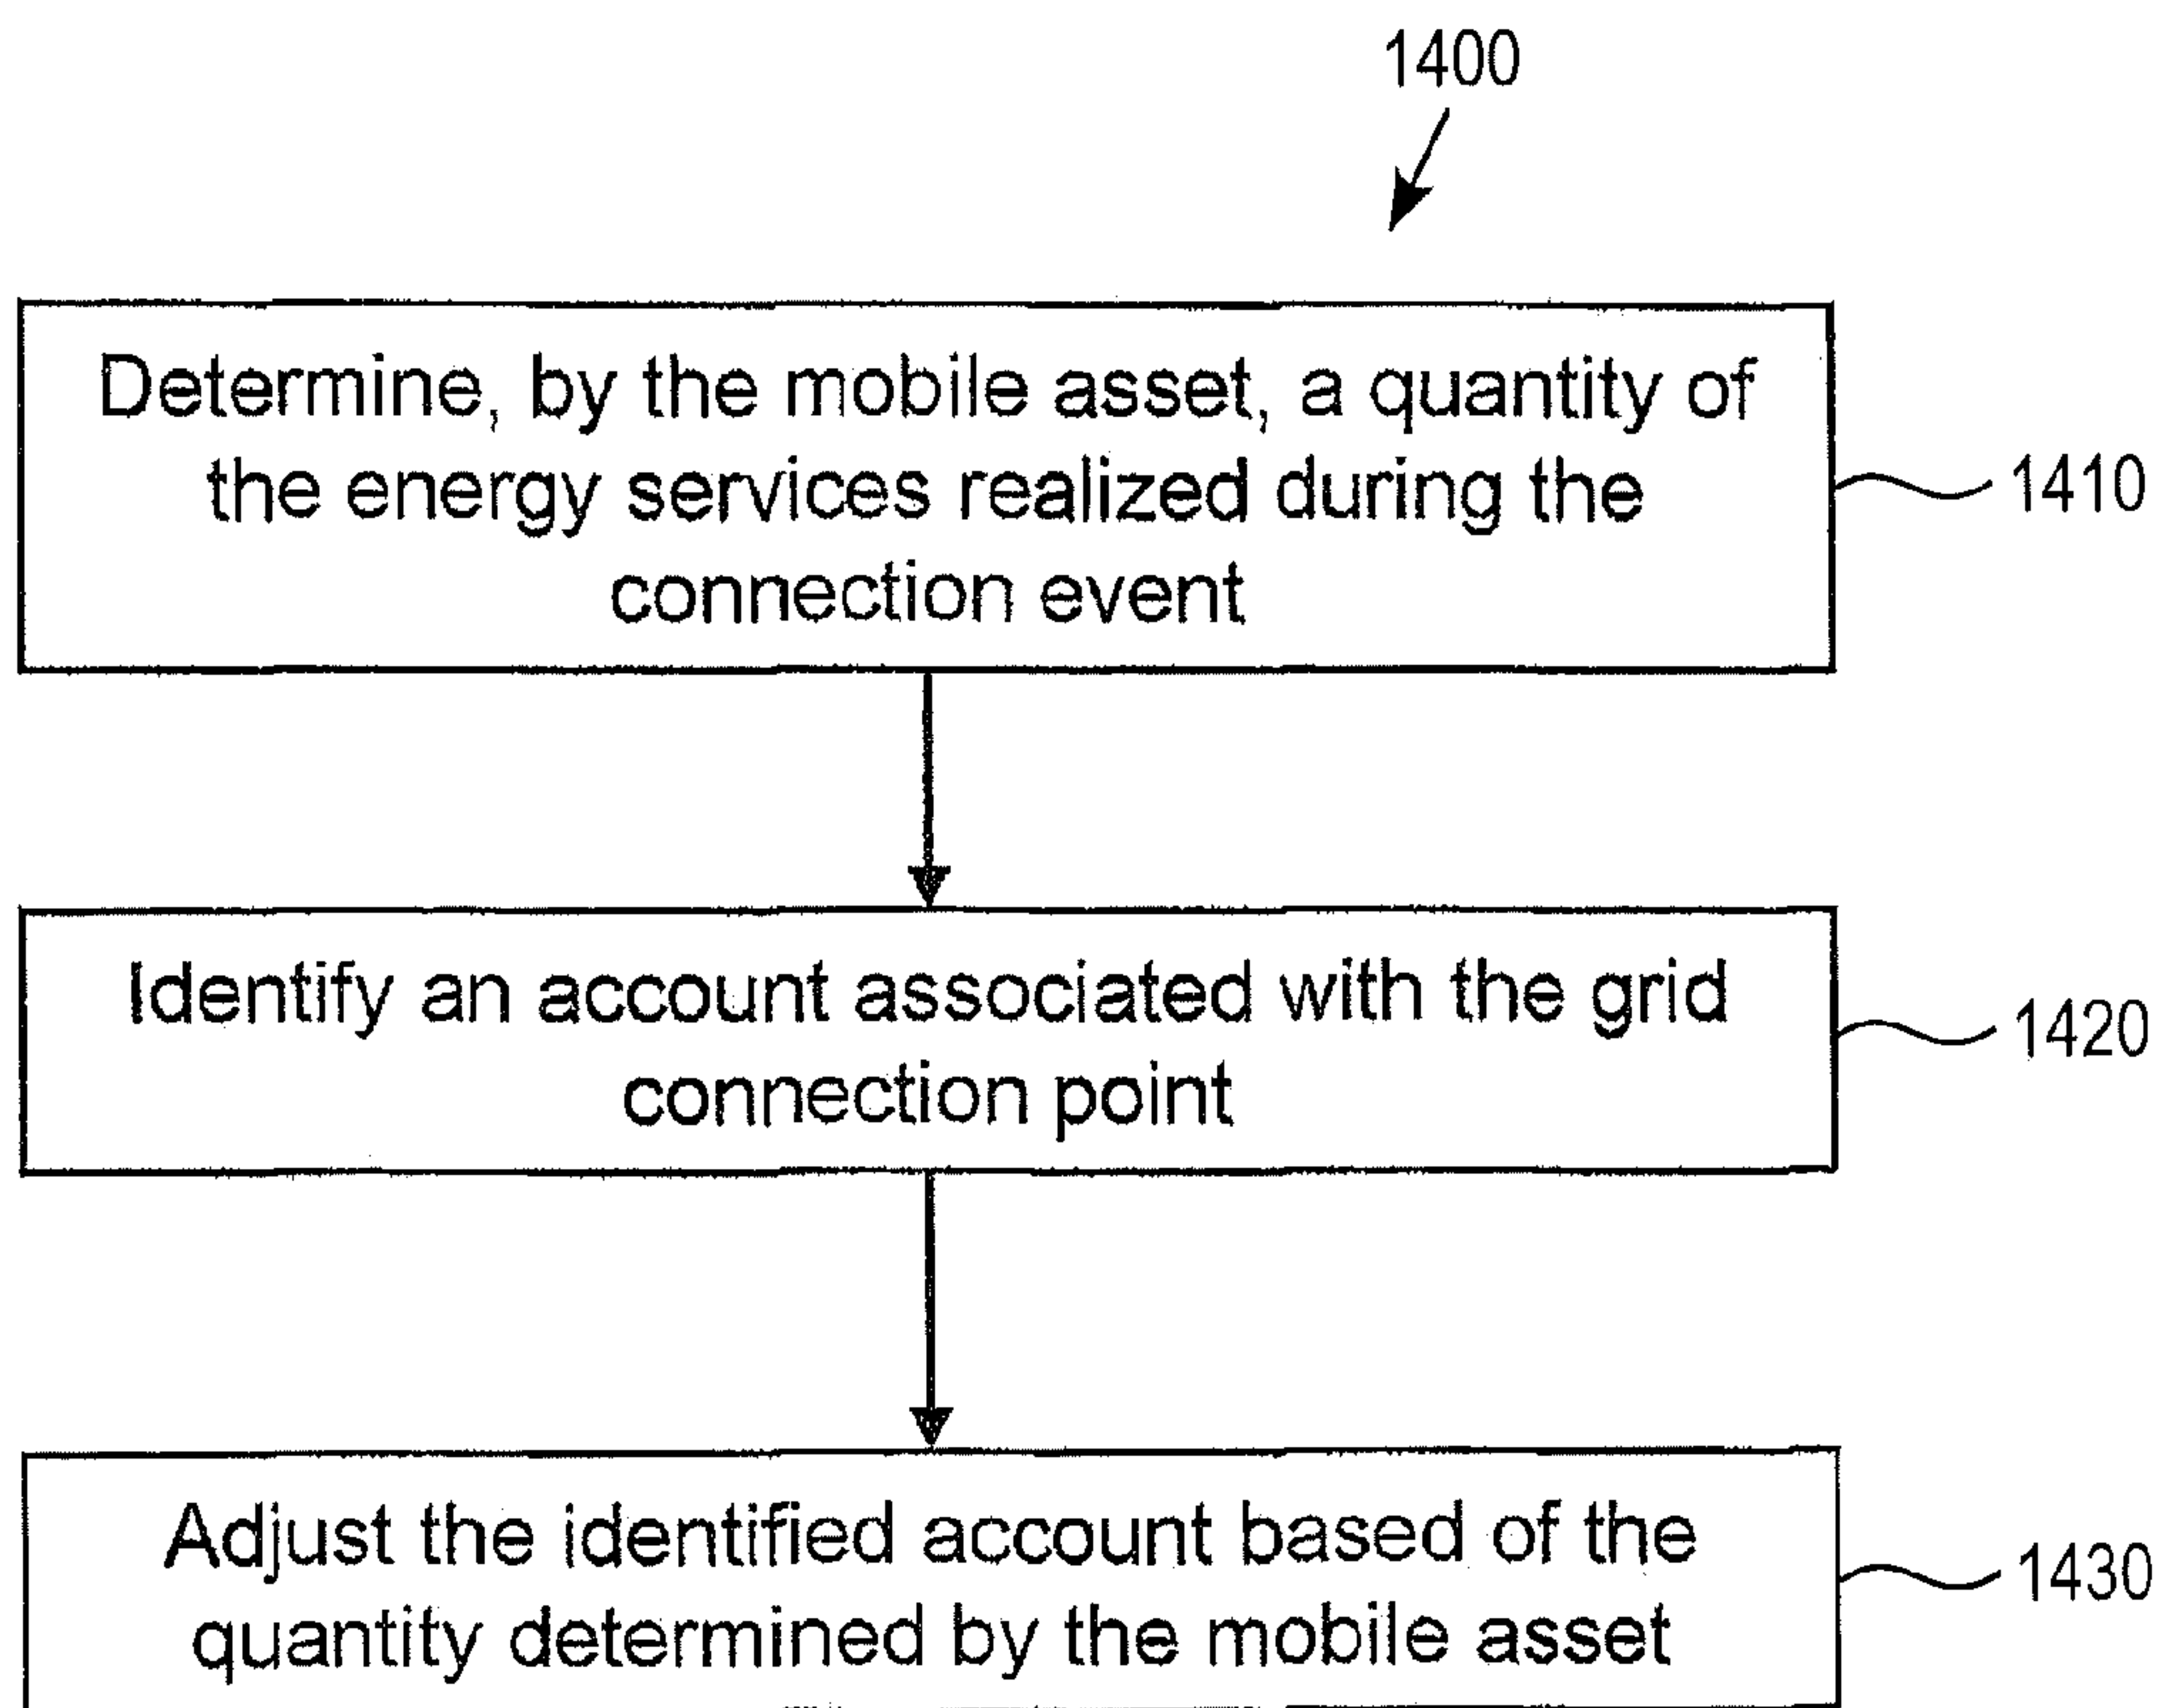 1400
Determine, by the mobile asset, a quantity of
the energy services realized during the
connection event
1410
Identify an account associated with the grid
connection point
1420
Adjust the identified account based of the
quantity determined by the mobile asset
1430